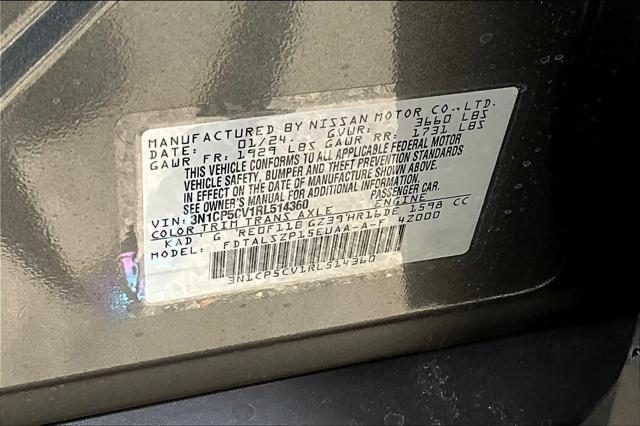 MANUFACTURED BY NISSAN MOTOR CO.,LTD.
DATE: 01/24 GVWR: 3660 LBS
GAWR FR: 1929 LBS GAWR RR: 1731 LBS
THIS VEHICLE CONFORMS TO ALL APPLICABLE FEDERAL MOTOR
VEHICLE SAFETY, BUMPER AND THEFT PREVENTION STANDARDS
IN EFFECT ON THE DATE OF MANUFACTURE SHOWN ABOVE.
SEE OWNERS MANUAL FOR ADDITIONAL INFORMATION.
VIN: 3N1CP5CV1RL514360 PASSENGER CAR.
COLOR TRIM TRANS AXLE ENGINE
KAD G RE0F11B GZ39 HR16DE 1598 CC
MODEL: FDTALSZP15EUAA-A-F 42000
3N1CP5CV1RL514360